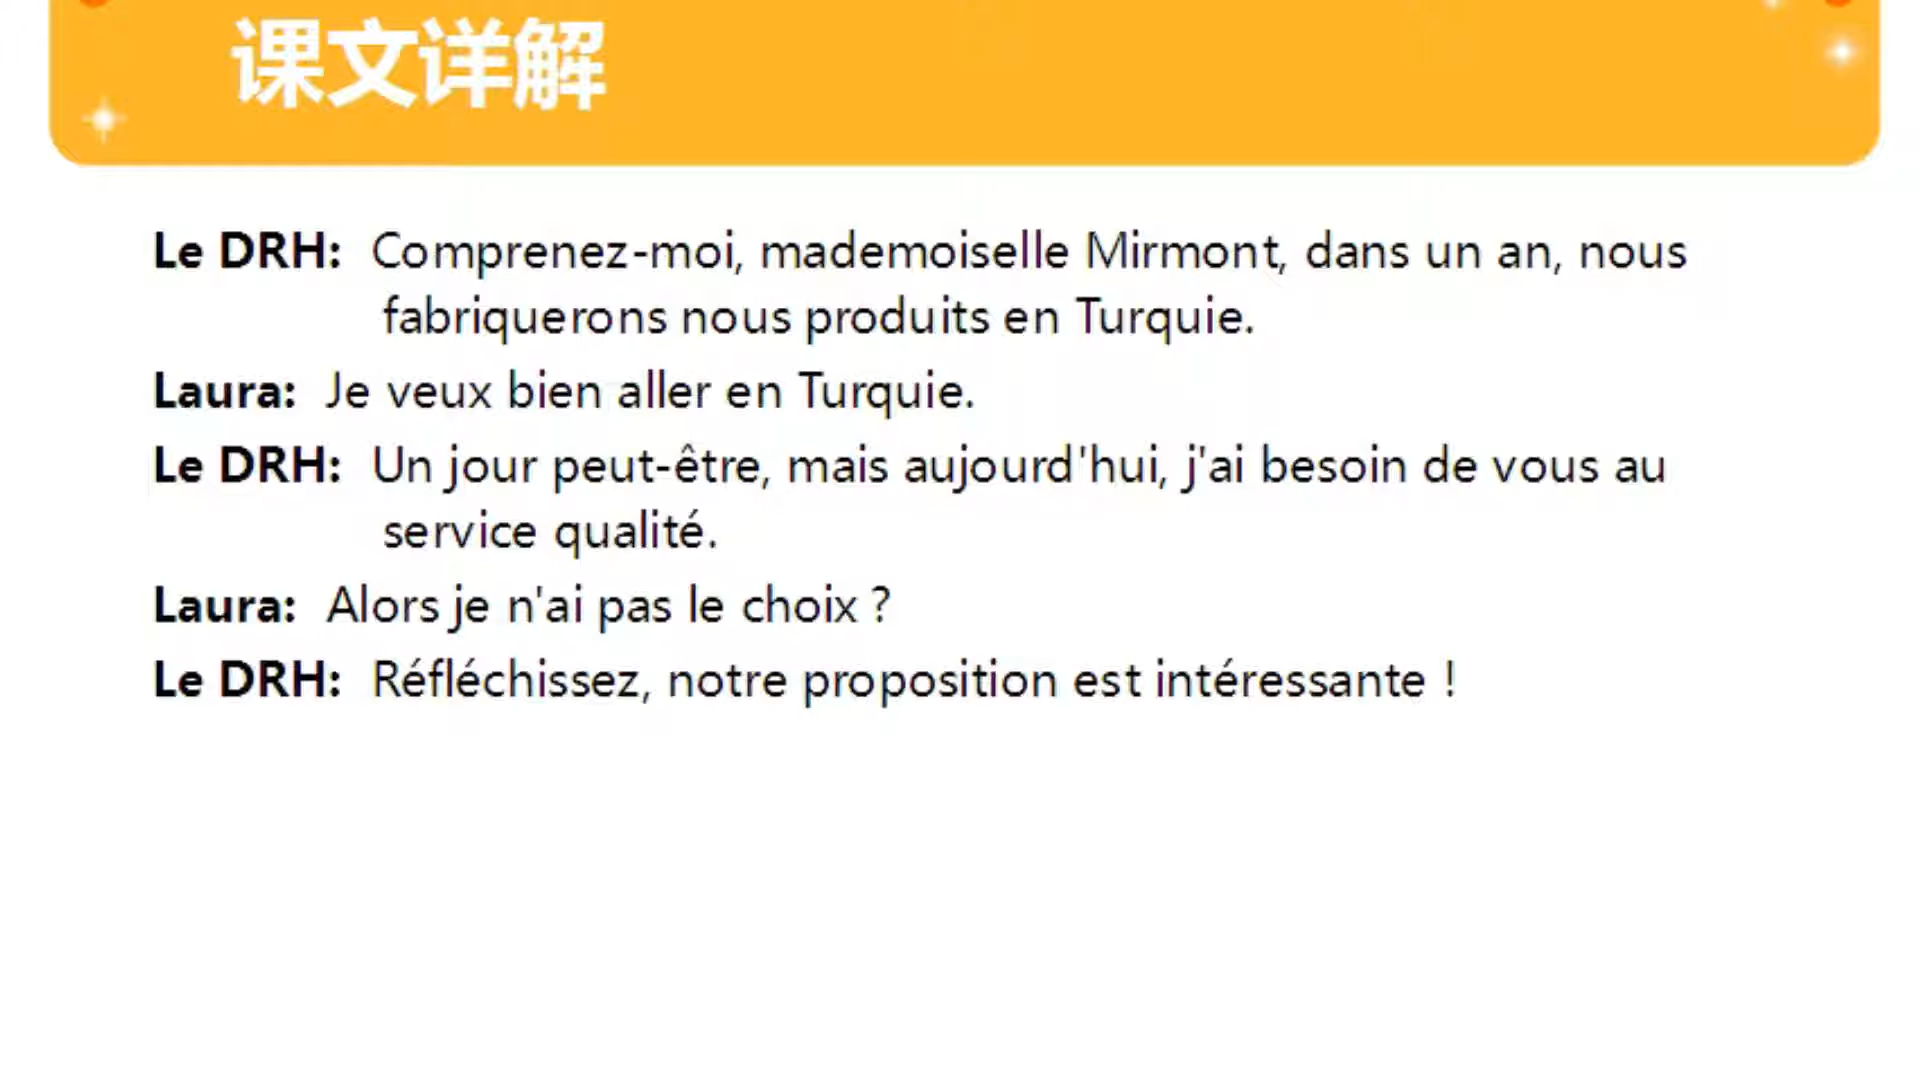 课文详解
Le DRH: Comprenez-moi, mademoiselle Mirmont, dans un an, nous
fabriquerons nous produits en Turquie.
Laura: Je veux bien aller en Turquie.
Le DRH: Un jour peut-être, mais aujourd'hui, j'ai besoin de vous au
service qualité.
Laura: Alors je n'ai pas le choix ?
Le DRH: Réfléchissez, notre proposition est intéressante !